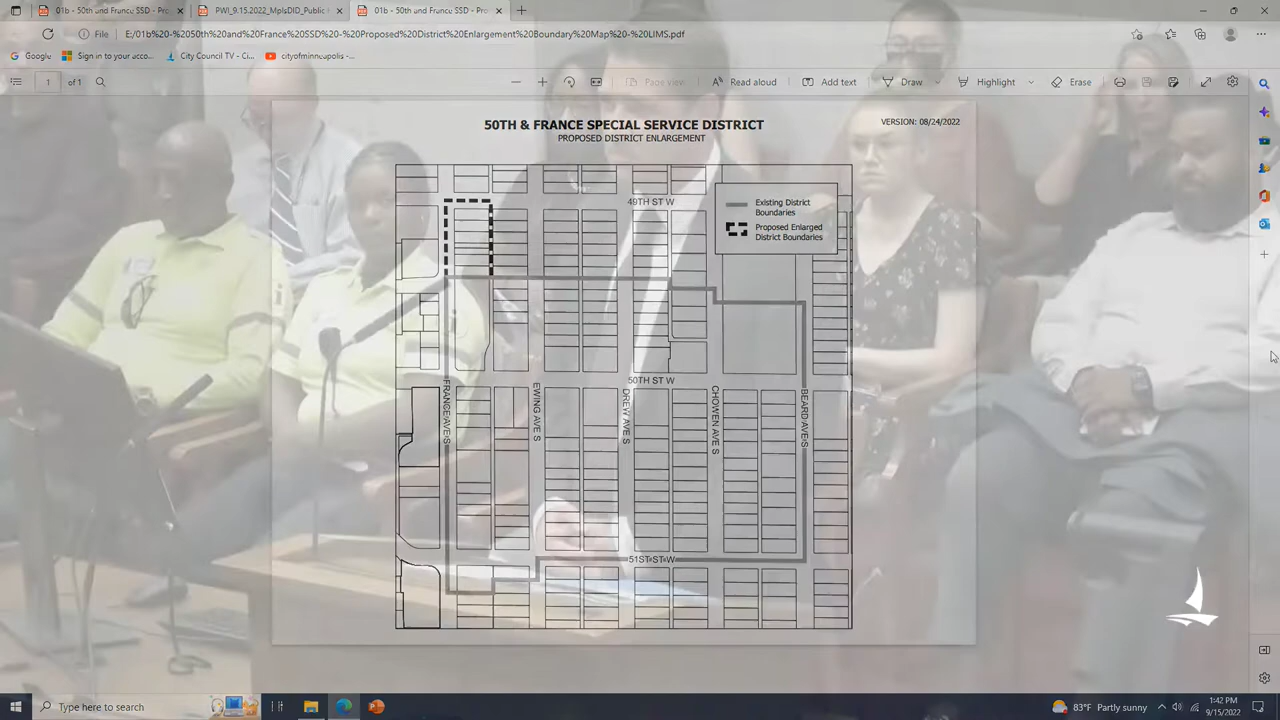 01b - 50th and France SSD - Pro
PWI_9.15.2022_MplsDID_Public
01b - 50th and France SSD - Pro
File
E:/01b%20-%2050th%20and%20France%20SSD%20-%20Proposed%20District%20Enlargement%20Boundary%20Map%20-%20LIMS.pdf
Google
Sign in to your acco...
City Council TV - Ci...
cityofminneapolis -...
1
of 1
Page view
Read aloud
Add text
Draw
Highlight
Erase
50TH & FRANCE SPECIAL SERVICE DISTRICT
PROPOSED DISTRICT ENLARGEMENT
VERSION: 08/24/2022
49TH ST W
Existing District
Boundaries
Proposed Enlarged
District Boundaries
50TH ST W
FRANCE AVE S
EWING AVE S
DREW AVE S
CHOWEN AVE S
BEARD AVE S
51ST ST W
Type here to search
83°F Partly sunny
1:42 PM
9/15/2022